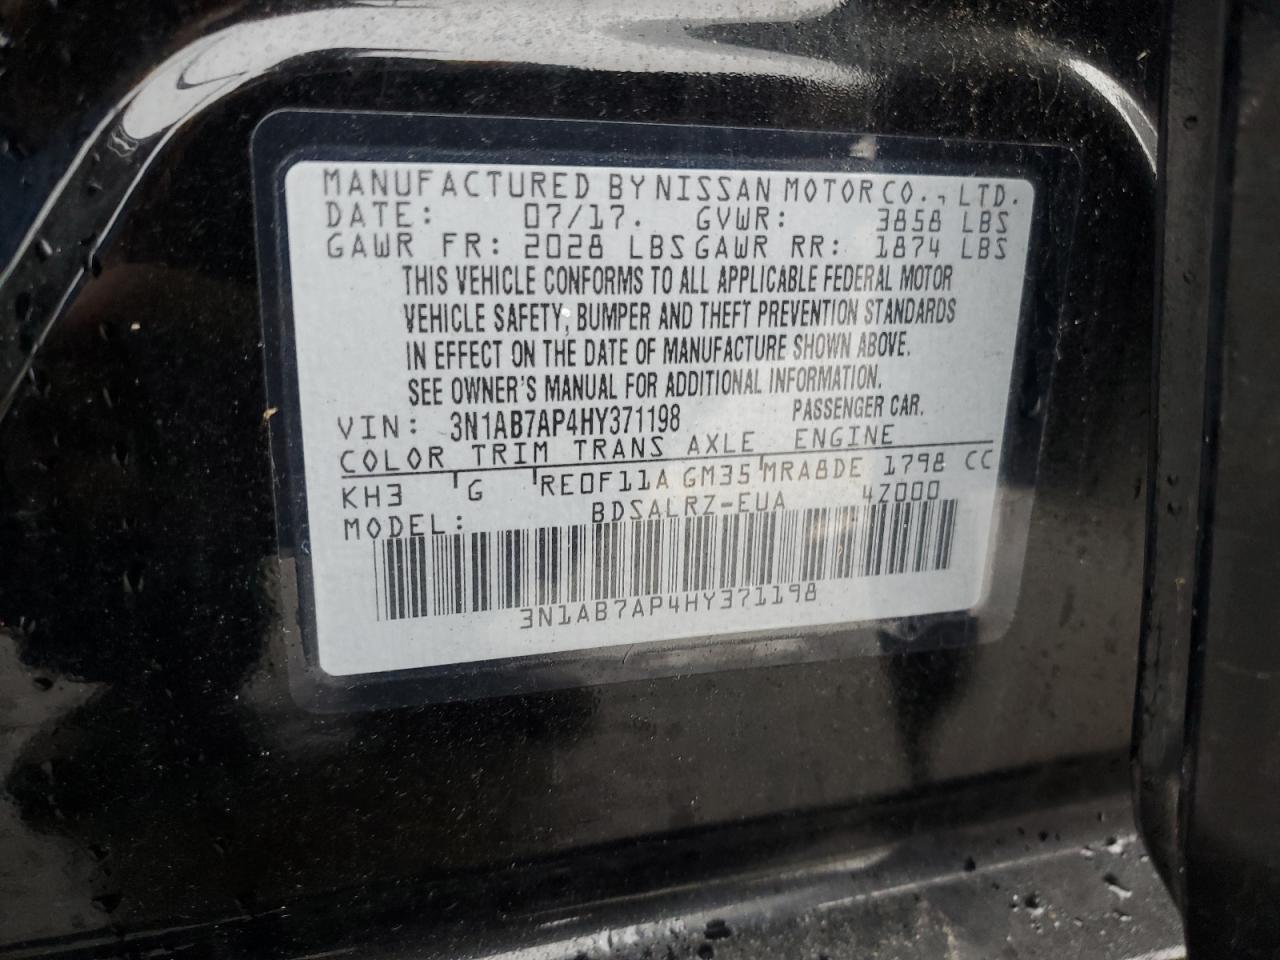 MANUFACTURED BY NISSAN MOTOR CO., LTD.
DATE: 07/17. GVWR: 3858 LBS
GAWR FR: 2028 LBS GAWR RR: 1874 LBS
THIS VEHICLE CONFORMS TO ALL APPLICABLE FEDERAL MOTOR
VEHICLE SAFETY, BUMPER AND THEFT PREVENTION STANDARDS
IN EFFECT ON THE DATE OF MANUFACTURE SHOWN ABOVE.
SEE OWNER'S MANUAL FOR ADDITIONAL INFORMATION.
VIN: 3N1AB7AP4HY371198 PASSENGER CAR.
COLOR TRIM TRANS AXLE ENGINE
KH3 G RE0F11A GM35 MRA8DE 1798 CC
MODEL: BDSALRZ-EUA 4Z000
3N1AB7AP4HY371198